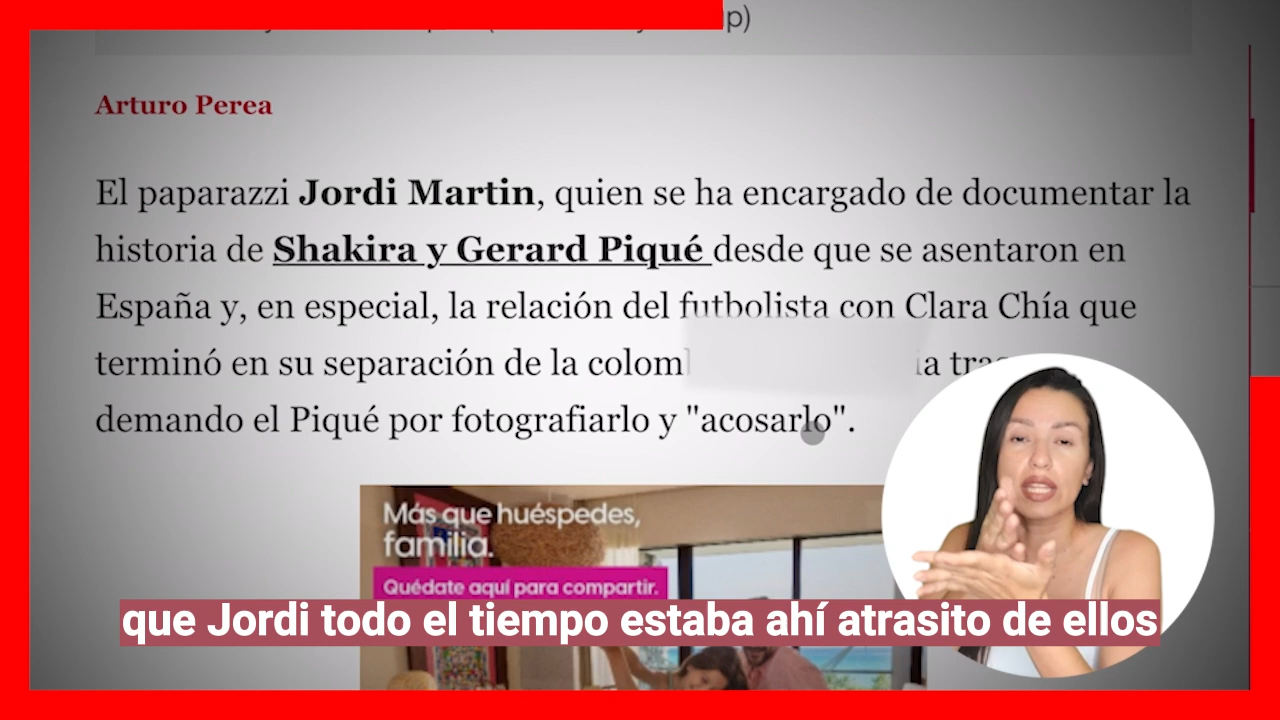 up)
Arturo Perea
El paparazzi Jordi Martin, quien se ha encargado de documentar la
historia de Shakira y Gerard Piqué desde que se asentaron en
España y, en especial, la relación del futbolista con Clara Chía que
terminó en su separación de la
demando el Piqué por fotografiarlo y "acosarlo".
Más que huéspedes,
familia.
Quédate aquí para compartir.
que Jordi todo el tiempo estaba ahí atrasito de ellos